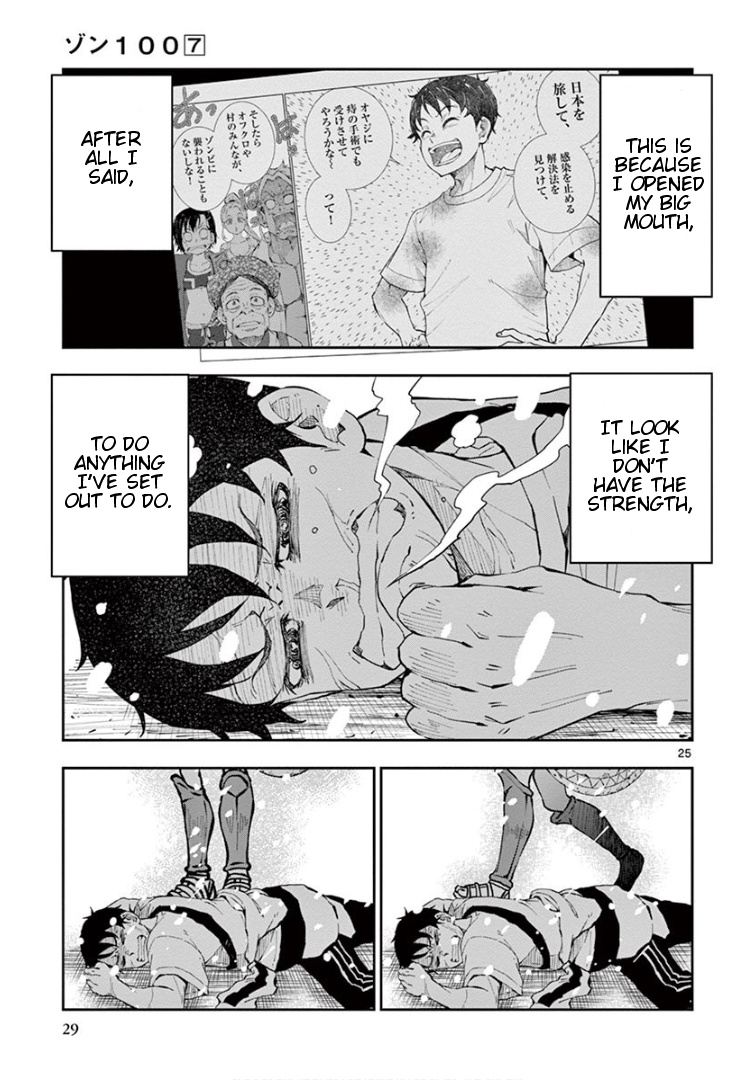 ゾン100 7
THIS IS
BECAUSE
I OPENED
MY BIG
MOUTH,
日本を
旅して、
感染を止める
解決法を
見つけて、
オヤジに
痔の手術でも
受けさせて
やろうかな〜
って!
そしたら
オフクロや
村のみんなが、
ゾンビに
襲われることも
ないしな!
AFTER
ALL I
SAID,
IT LOOK
LIKE I
DON'T
HAVE THE
STRENGTH,
TO DO
ANYTHING
I'VE SET
OUT TO DO.
25
29